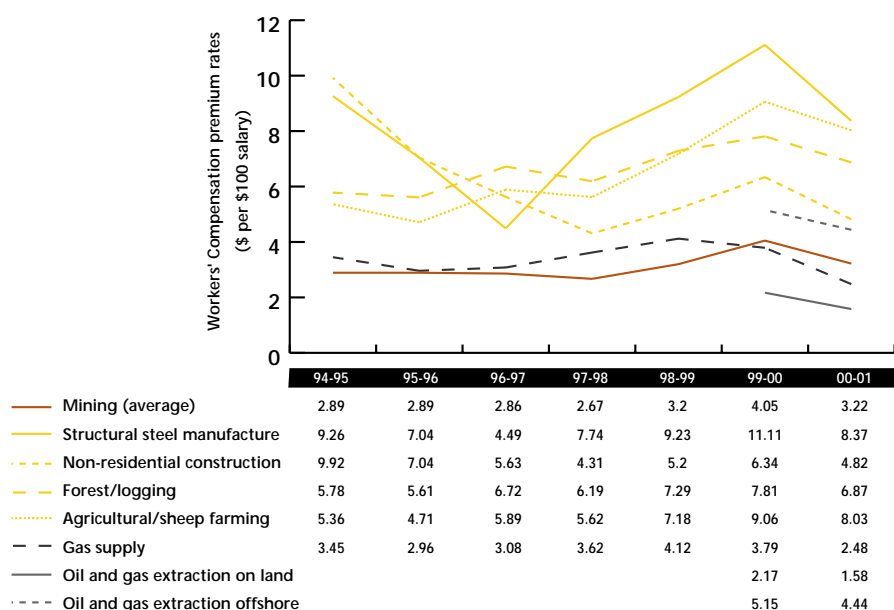 Workers' Compensation premium rates
($ per $100 salary)
12
10
8
6
4
2
0
94-95 95-96 96-97 97-98 98-99 99-00 00-01
Mining (average) 2.89 2.89 2.86 2.67 3.2 4.05 3.22
Structural steel manufacture 9.26 7.04 4.49 7.74 9.23 11.11 8.37
Non-residential construction 9.92 7.04 5.63 4.31 5.2 6.34 4.82
Forest/logging 5.78 5.61 6.72 6.19 7.29 7.81 6.87
Agricultural/sheep farming 5.36 4.71 5.89 5.62 7.18 9.06 8.03
Gas supply 3.45 2.96 3.08 3.62 4.12 3.79 2.48
Oil and gas extraction on land 2.17 1.58
Oil and gas extraction offshore 5.15 4.44